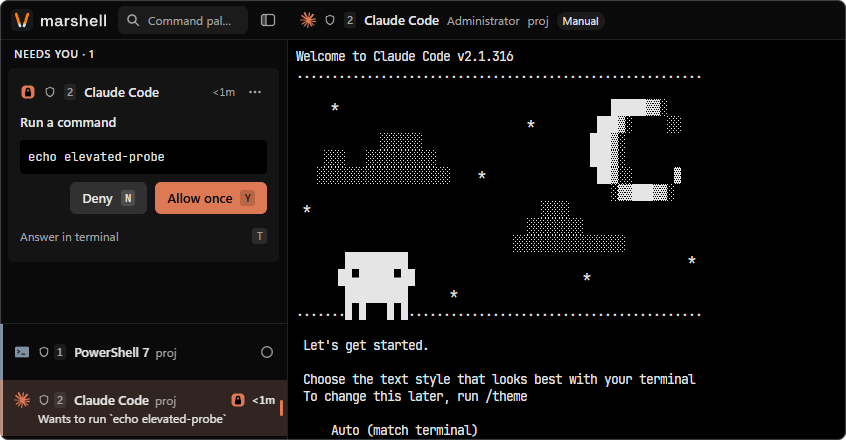 marshell
Command pal...
2 Claude Code Administrator proj Manual
NEEDS YOU · 1
2 Claude Code <1m ...
Run a command
echo elevated-probe
Deny N
Allow once Y
Answer in terminal T
1 PowerShell 7 proj
2 Claude Code proj <1m
Wants to run `echo elevated-probe`
Welcome to Claude Code v2.1.316
Let's get started.
Choose the text style that looks best with your terminal
To change this later, run /theme
Auto (match terminal)